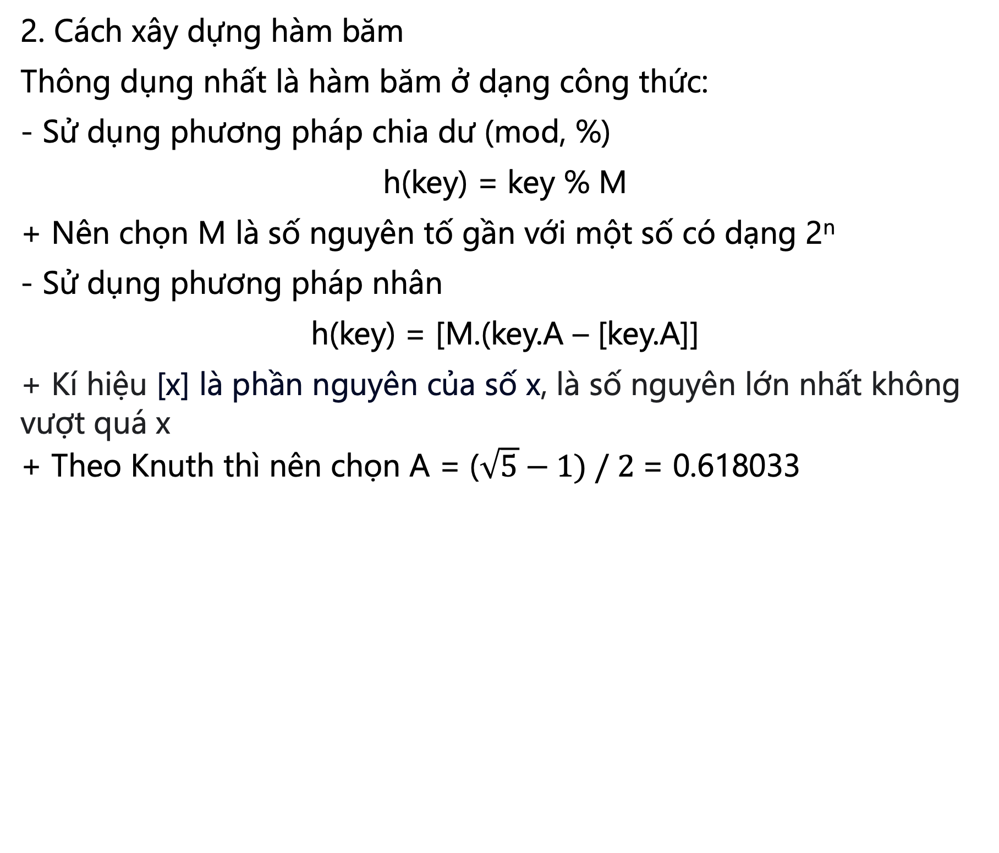 2. Cách xây dựng hàm băm
Thông dụng nhất là hàm băm ở dạng công thức:
- Sử dụng phương pháp chia dư (mod, %)
h(key) = key % M
+ Nên chọn M là số nguyên tố gần với một số có dạng 2ⁿ
- Sử dụng phương pháp nhân
h(key) = [M.(key.A – [key.A]]
+ Kí hiệu [x] là phần nguyên của số x, là số nguyên lớn nhất không
vượt quá x
+ Theo Knuth thì nên chọn A = (√5 − 1) / 2 = 0.618033